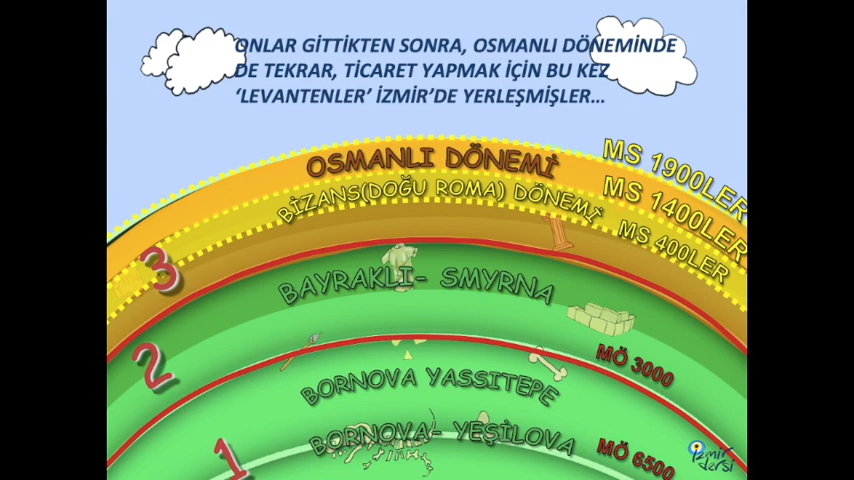 ONLAR GİTTİKTEN SONRA, OSMANLI DÖNEMİNDE
DE TEKRAR, TİCARET YAPMAK İÇİN BU KEZ
‘LEVANTENLER’ İZMİR’DE YERLEŞMİŞLER…
MS 1900LER
OSMANLI DÖNEMİ
MS 1400LER
BİZANS(DOĞU ROMA) DÖNEMİ
MS 400LER
3
BAYRAKLI- SMYRNA
MÖ 3000
2
BORNOVA YASSITEPE
BORNOVA- YEŞİLOVA
MÖ 6500
1
izmir
dersi